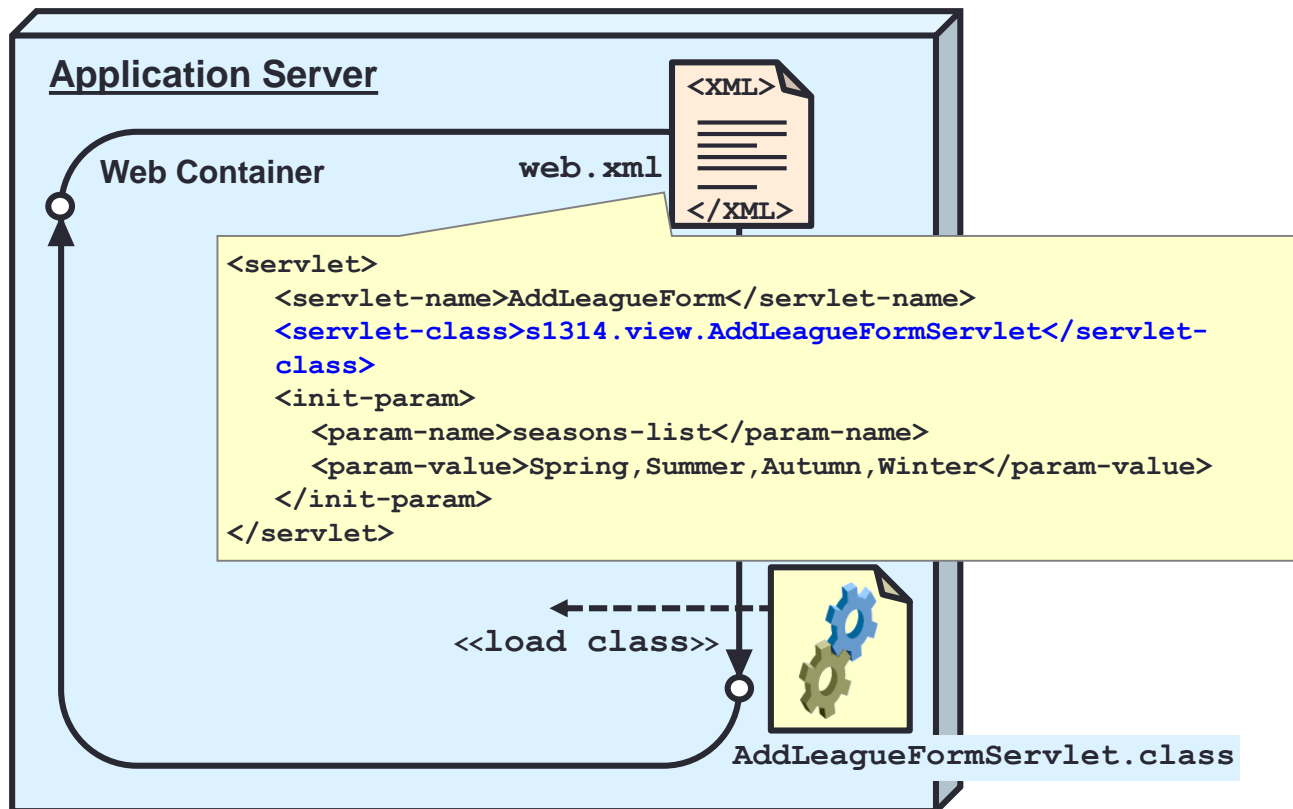 Application Server
<XML>
Web Container
web.xml
</XML>
<servlet>
<servlet-name>AddLeagueForm</servlet-name>
<servlet-class>s1314.view.AddLeagueFormServlet</servlet-
class>
<init-param>
<param-name>seasons-list</param-name>
<param-value>Spring,Summer,Autumn,Winter</param-value>
</init-param>
</servlet>
<<load class>>
AddLeagueFormServlet.class